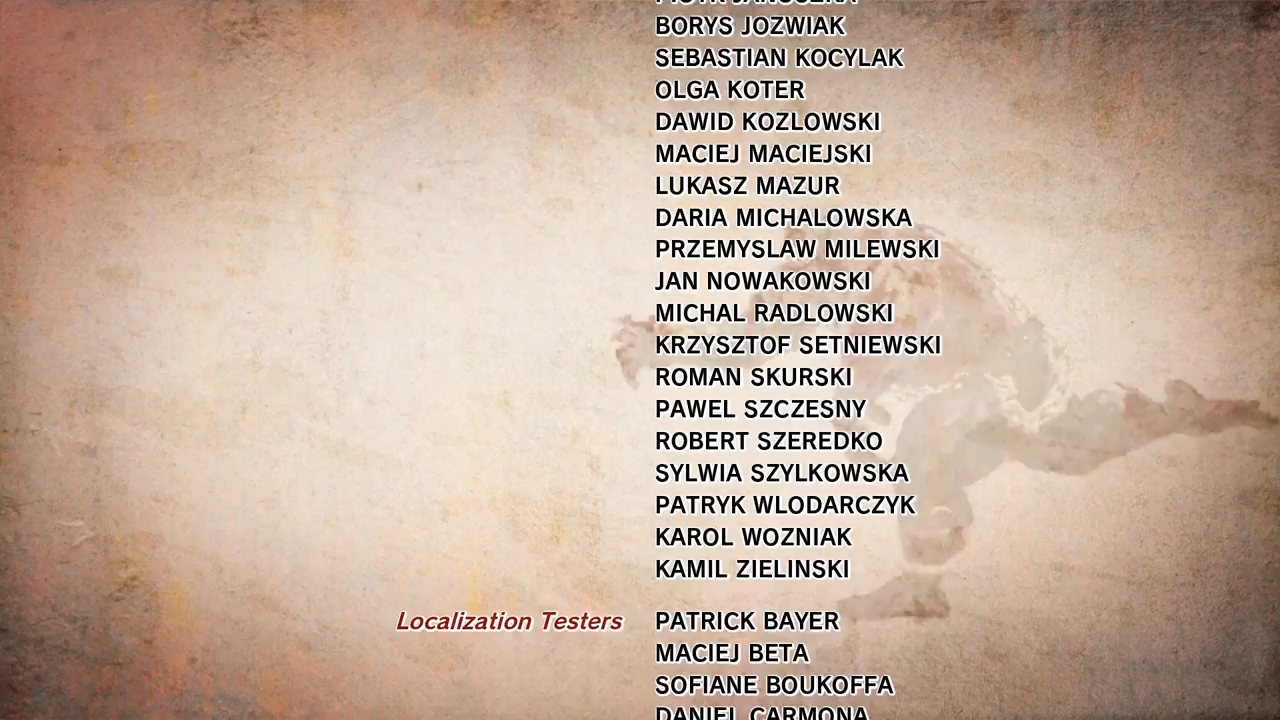 BORYS JOZWIAK
SEBASTIAN KOCYLAK
OLGA KOTER
DAWID KOZLOWSKI
MACIEJ MACIEJSKI
LUKASZ MAZUR
DARIA MICHALOWSKA
PRZEMYSLAW MILEWSKI
JAN NOWAKOWSKI
MICHAL RADLOWSKI
KRZYSZTOF SETNIEWSKI
ROMAN SKURSKI
PAWEL SZCZESNY
ROBERT SZEREDKO
SYLWIA SZYLKOWSKA
PATRYK WLODARCZYK
KAROL WOZNIAK
KAMIL ZIELINSKI
Localization Testers PATRICK BAYER
MACIEJ BETA
SOFIANE BOUKOFFA
DANIEL CARMONA